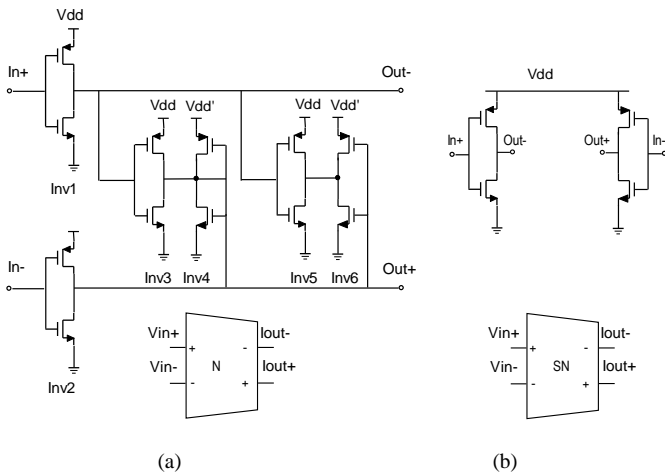 Vdd
In+
Out-
Vdd Vdd'
Vdd Vdd'
Inv1
In-
Inv3 Inv4
Inv5 Inv6
Out+
Inv2
Vin+
Vin-
+
-
N
-
+
Iout-
Iout+
(a)
Vdd
In+
Out-
Out+
In-
Vin+
Vin-
+
-
SN
-
+
Iout-
Iout+
(b)